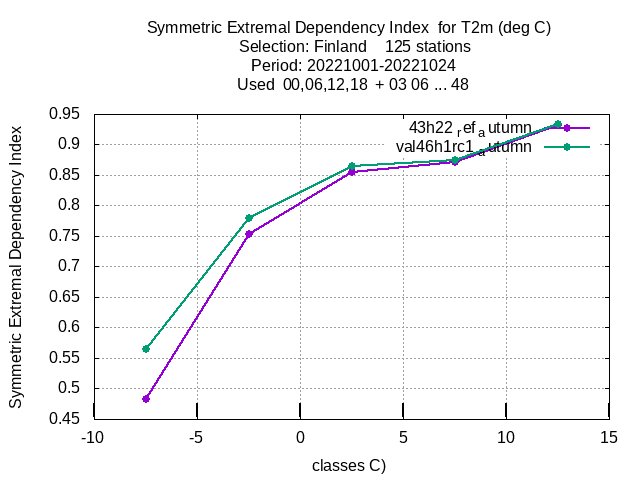 Symmetric Extremal Dependency Index for T2m (deg C)
Selection: Finland 125 stations
Period: 20221001-20221024
Used 00,06,12,18 + 03 06 ... 48
43h22 ref autumn
val46h1rc1 autumn
Symmetric Extremal Dependency Index
0.95
0.9
0.85
0.8
0.75
0.7
0.65
0.6
0.55
0.5
0.45
-10 -5 0 5 10 15
classes C)